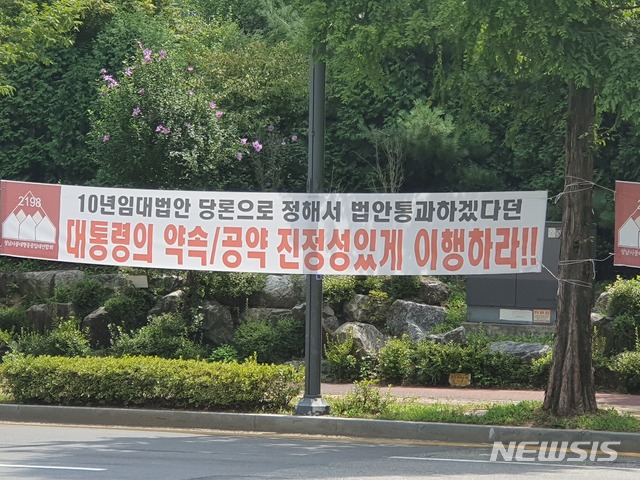 10년임대법안 당론으로 정해서 법안통과하겠다던
대통령의 약속/공약 진정성있게 이행하라!!
2198
NEWSIS